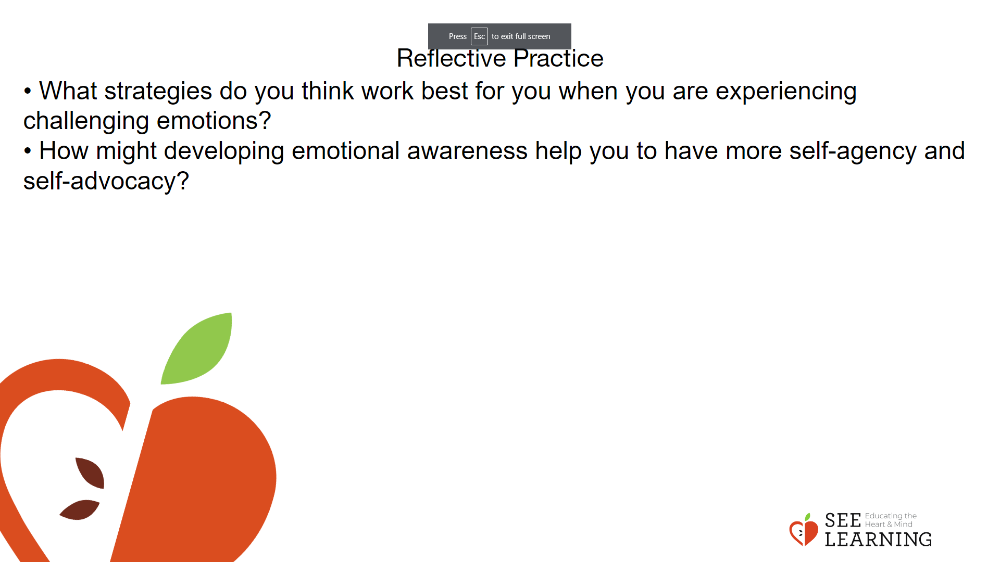 Press Esc to exit full screen
Reflective Practice
• What strategies do you think work best for you when you are experiencing
challenging emotions?
• How might developing emotional awareness help you to have more self-agency and
self-advocacy?
SEE Educating the
Heart & Mind
LEARNING